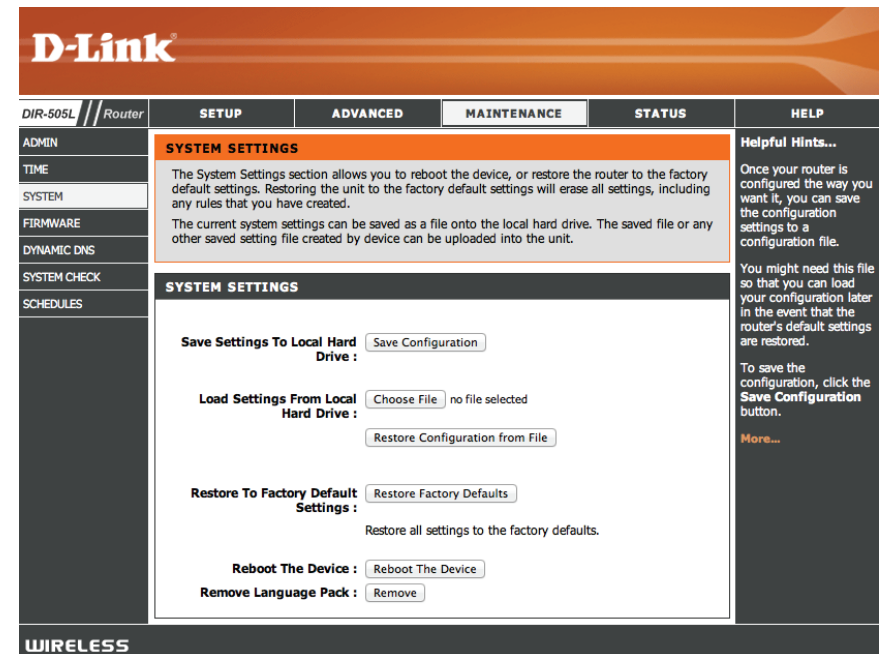 D-Link®
DIR-505L // Router
SETUP
ADVANCED
MAINTENANCE
STATUS
HELP
ADMIN
TIME
SYSTEM
FIRMWARE
DYNAMIC DNS
SYSTEM CHECK
SCHEDULES
SYSTEM SETTINGS
The System Settings section allows you to reboot the device, or restore the router to the factory
default settings. Restoring the unit to the factory default settings will erase all settings, including
any rules that you have created.
The current system settings can be saved as a file onto the local hard drive. The saved file or any
other saved setting file created by device can be uploaded into the unit.
SYSTEM SETTINGS
Save Settings To Local Hard
Drive :
Save Configuration
Load Settings From Local
Hard Drive :
Choose File no file selected
Restore Configuration from File
Restore To Factory Default
Settings :
Restore Factory Defaults
Restore all settings to the factory defaults.
Reboot The Device : Reboot The Device
Remove Language Pack : Remove
Helpful Hints...
Once your router is
configured the way you
want it, you can save
the configuration
settings to a
configuration file.
You might need this file
so that you can load
your configuration later
in the event that the
router's default settings
are restored.
To save the
configuration, click the
Save Configuration
button.
More...
WIRELESS